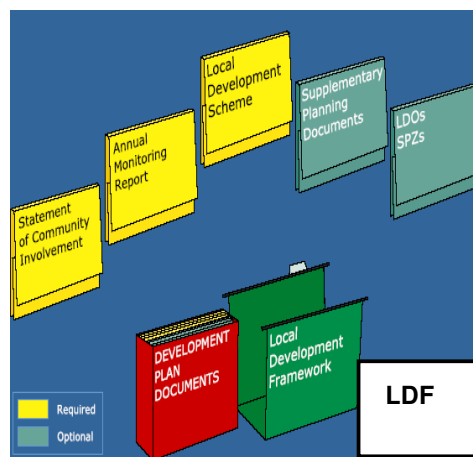 Local
Development
Scheme
Supplementary
Planning
Documents
LDOs
SPZs
Annual
Monitoring
Report
Statement
of Community
Involvement
DEVELOPMENT
PLAN
DOCUMENTS
Local
Development
Framework
LDF
Required
Optional